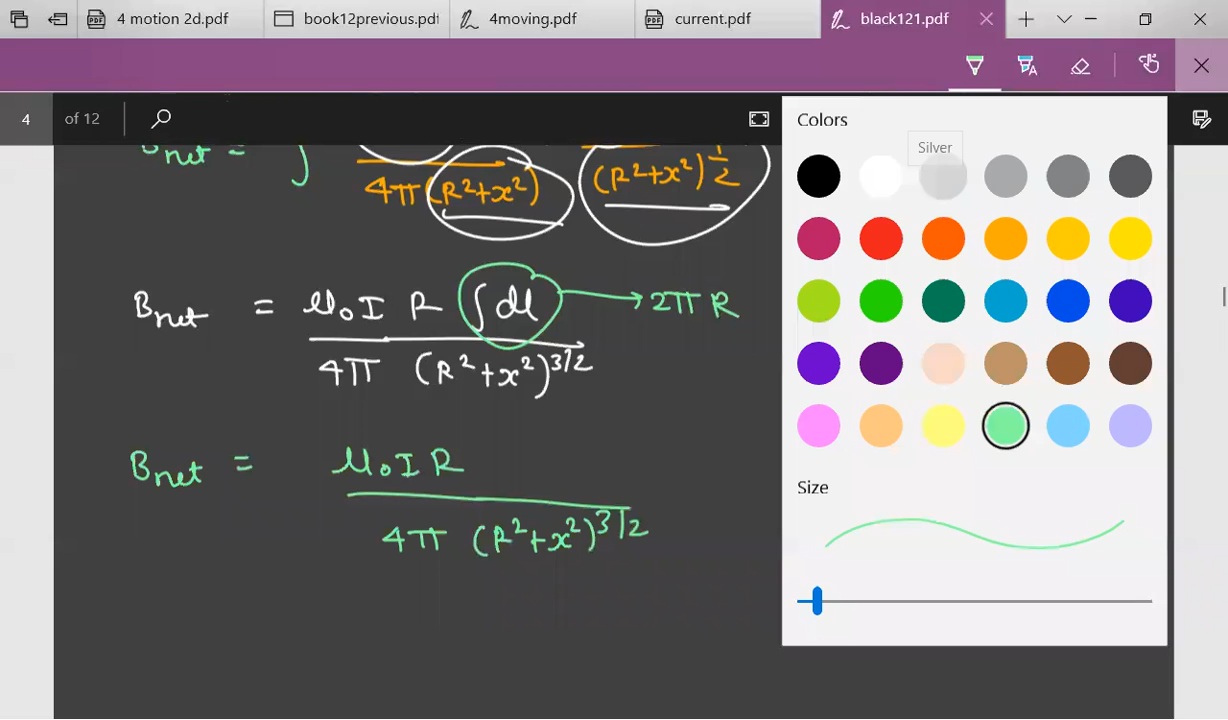 4 motion 2d.pdf book12previous.pdf 4moving.pdf current.pdf black121.pdf
4 of 12
Colors
Silver
Bnet = ∫
4π(R²+x²) (R²+x²)^1/2
Bnet = μ₀I R ∫dl → 2π R
4π (R²+x²)^3/2
Bnet = μ₀I R
4π (R²+x²)^3/2
Size